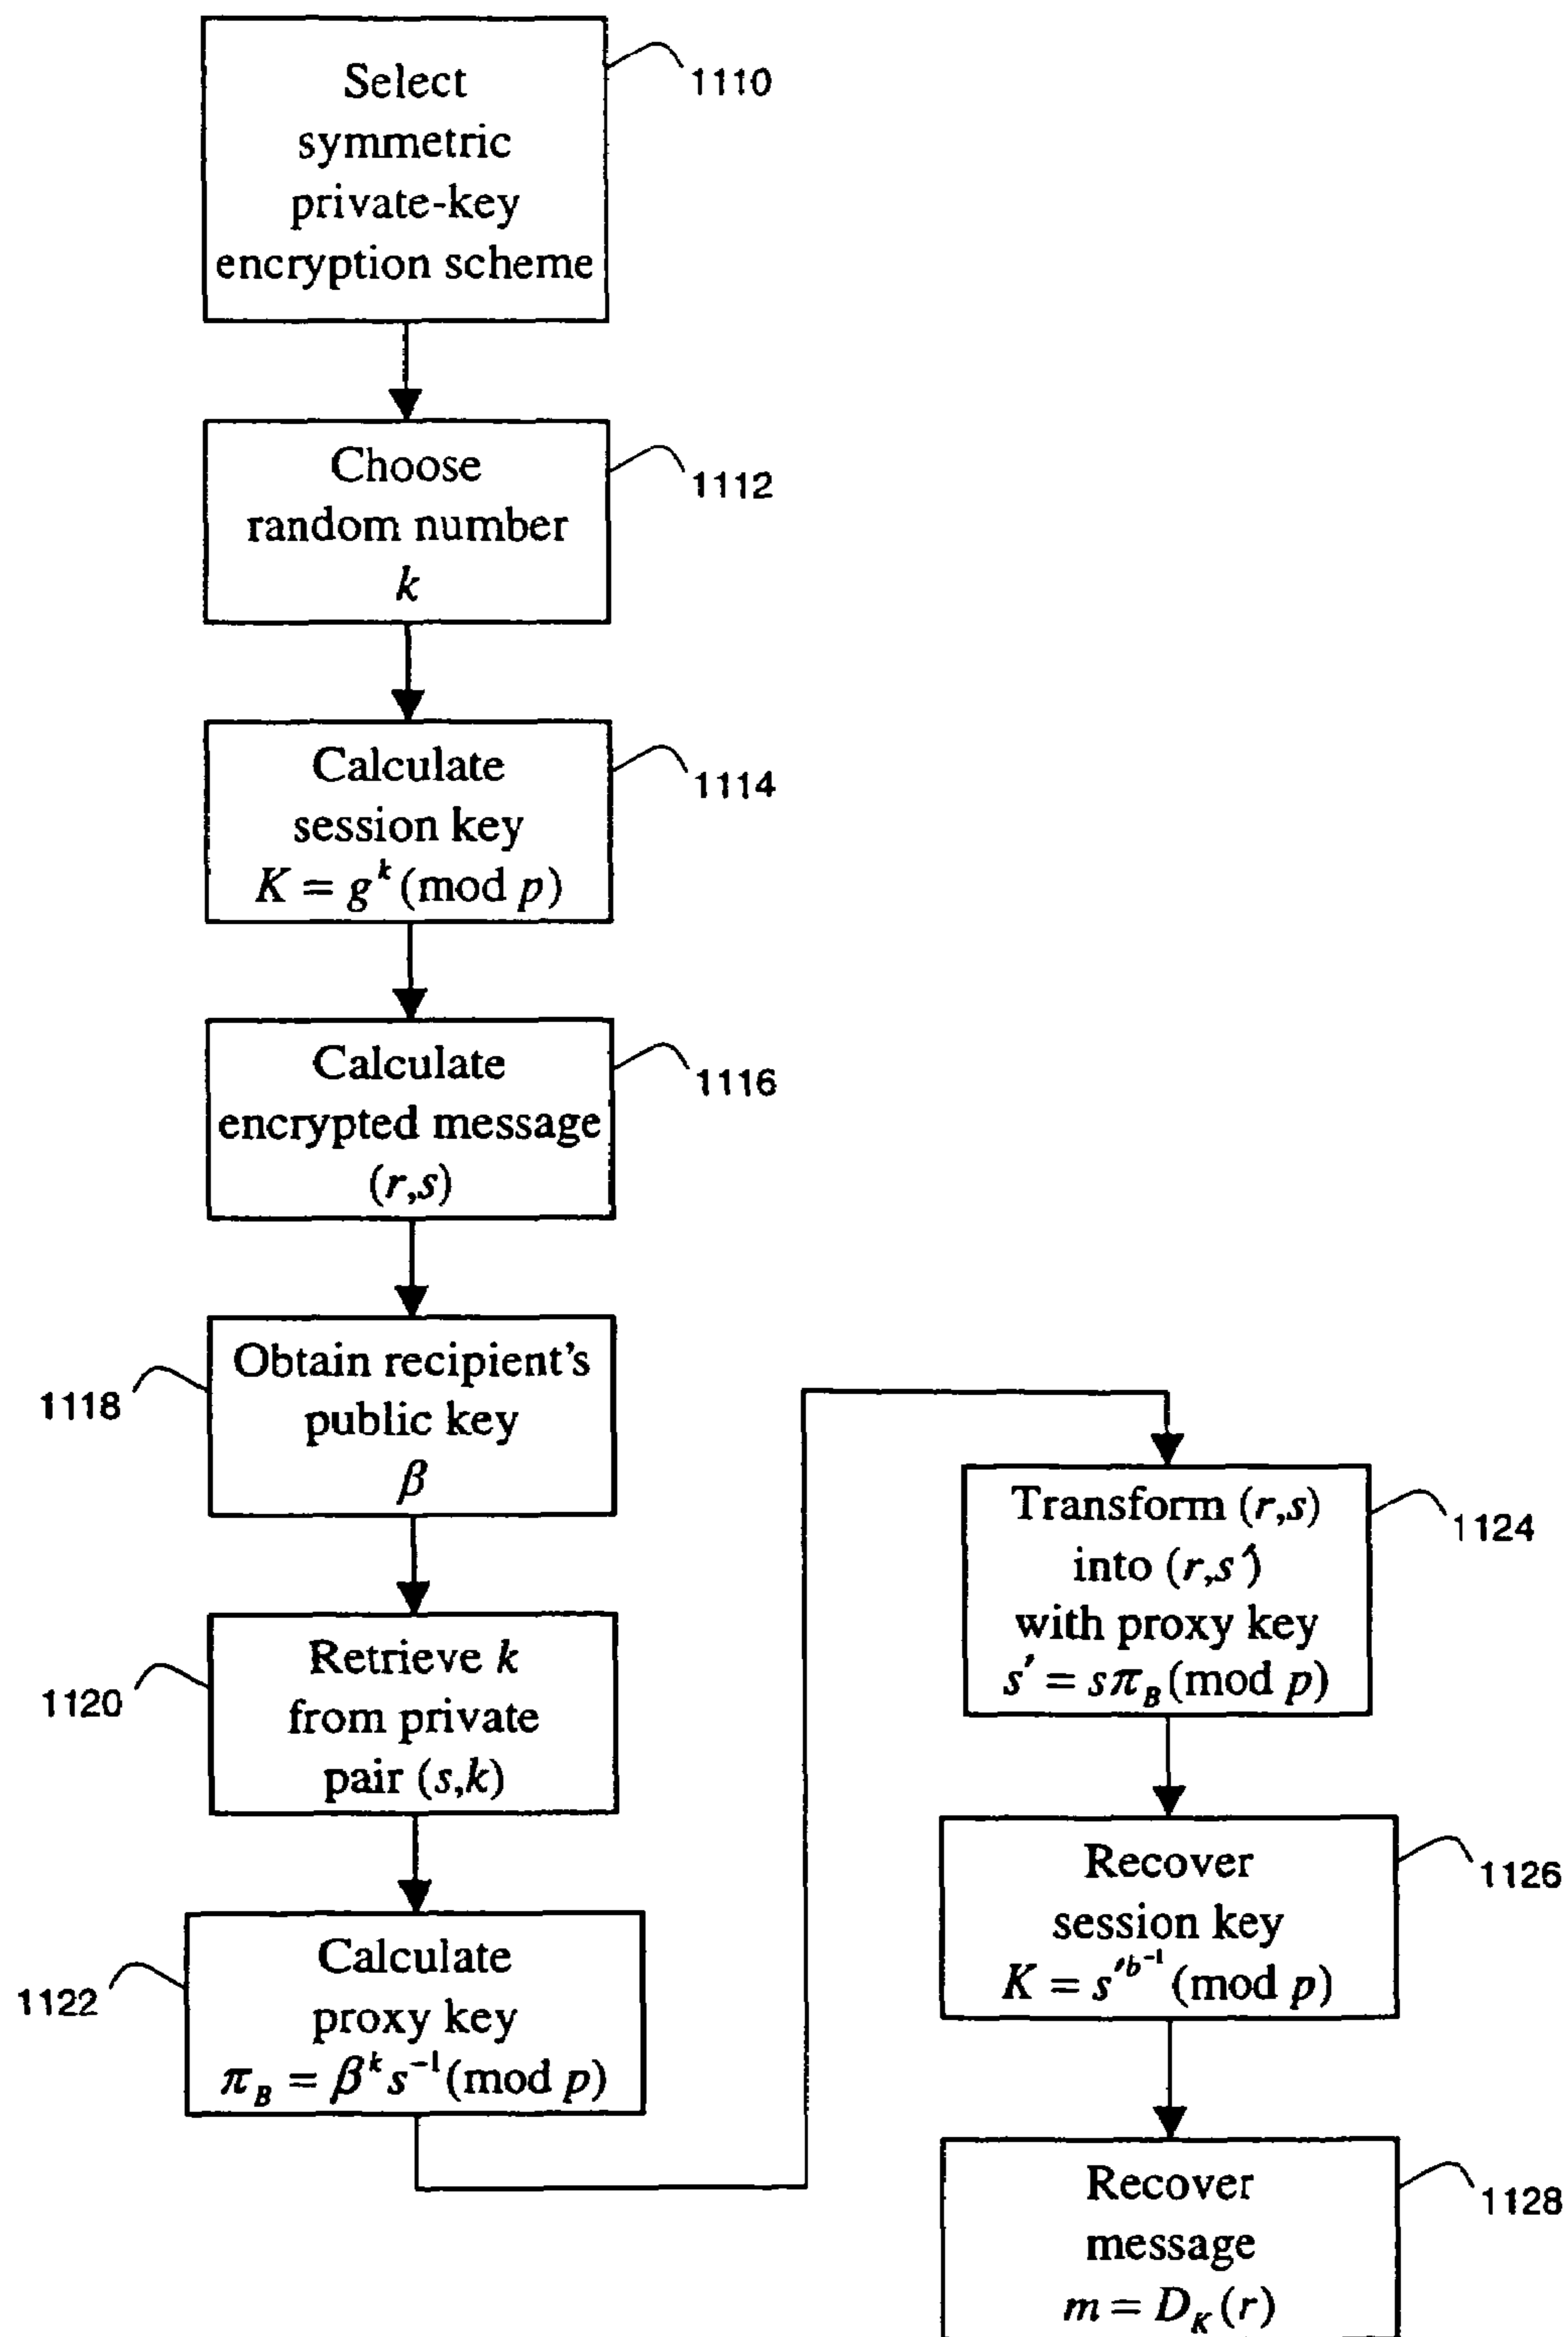 Select
symmetric
private-key
encryption scheme
1110
Choose
random number
k
1112
Calculate
session key
K = g^k (mod p)
1114
Calculate
encrypted message
(r,s)
1116
Obtain recipient's
public key
β
1118
Retrieve k
from private
pair (s,k)
1120
Calculate
proxy key
π_B = β^k s^-1 (mod p)
1122
Transform (r,s)
into (r,s')
with proxy key
s' = sπ_B (mod p)
1124
Recover
session key
K = s'^b^-1 (mod p)
1126
Recover
message
m = D_K (r)
1128